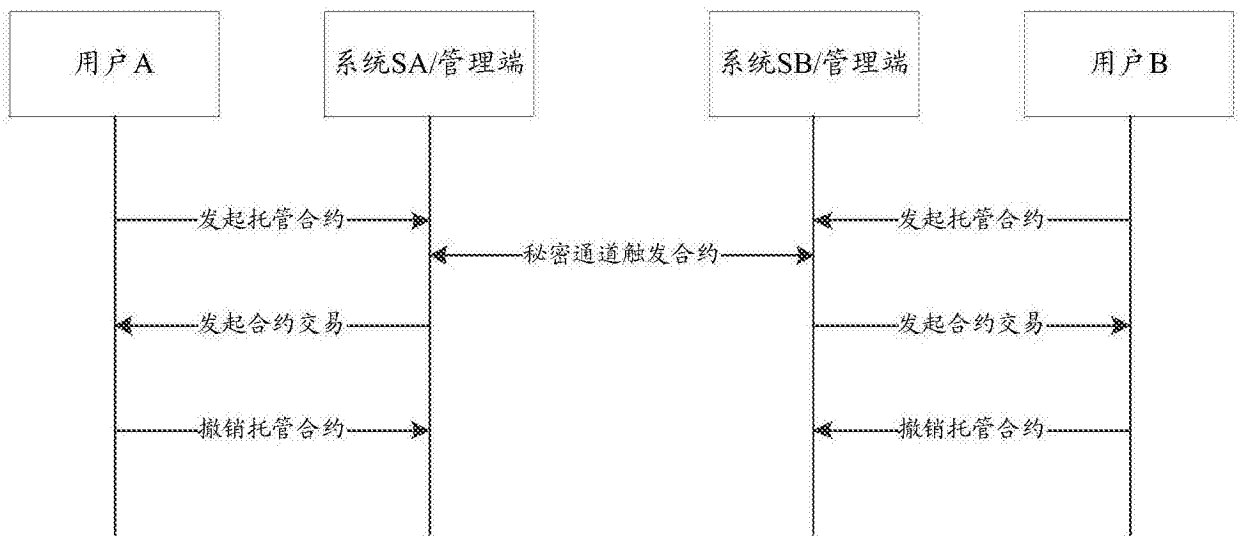 用户A
系统SA/管理端
系统SB/管理端
用户B
发起托管合约
发起托管合约
秘密通道触发合约
发起合约交易
发起合约交易
撤销托管合约
撤销托管合约